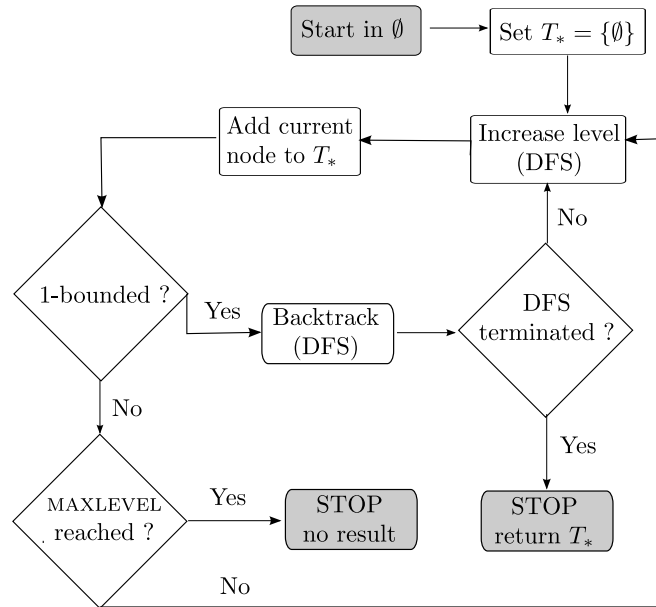 Start in ∅
Set T* = {∅}
Add current
node to T*
Increase level
(DFS)
No
1-bounded ?
Yes
Backtrack
(DFS)
DFS
terminated ?
No
Yes
MAXLEVEL
reached ?
Yes
STOP
no result
STOP
return T*
No